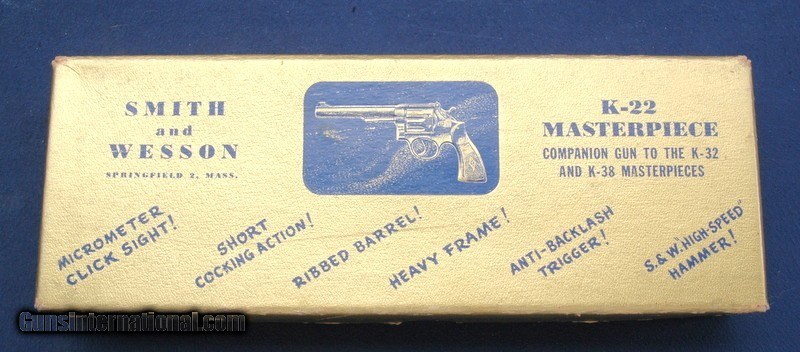 SMITH
and
WESSON
SPRINGFIELD 2, MASS.
K-22
MASTERPIECE
COMPANION GUN TO THE K-32
AND K-38 MASTERPIECES
MICROMETER
CLICK SIGHT!
SHORT
COCKING ACTION!
RIBBED BARREL!
HEAVY FRAME!
ANTI-BACKLASH
TRIGGER!
S. & W. "HIGH-SPEED"
HAMMER!
GunsInternational.com